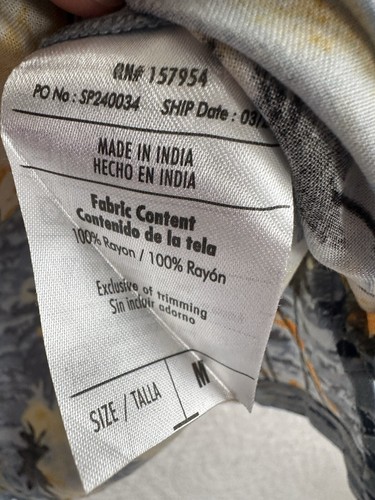 RN# 157954
PO No : SP240034 SHIP Date : 03/
MADE IN INDIA
HECHO EN INDIA
Fabric Content
Contenido de la tela
100% Rayon / 100% Rayón
Exclusive of trimming
Sin incluir adorno
SIZE / TALLA M